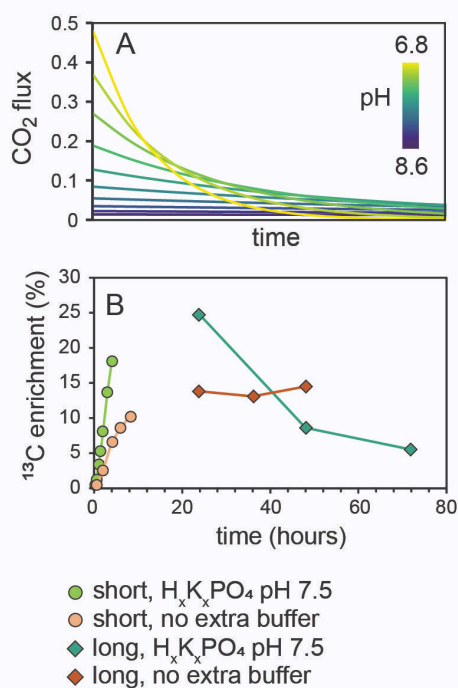 0.5
0.4
0.3
0.2
0.1
0
CO₂ flux
A
6.8
pH
8.6
time
30
25
20
15
10
5
0
¹³C enrichment (%)
B
0 20 40 60 80
time (hours)
short, HₓKₓPO₄ pH 7.5
short, no extra buffer
long, HₓKₓPO₄ pH 7.5
long, no extra buffer